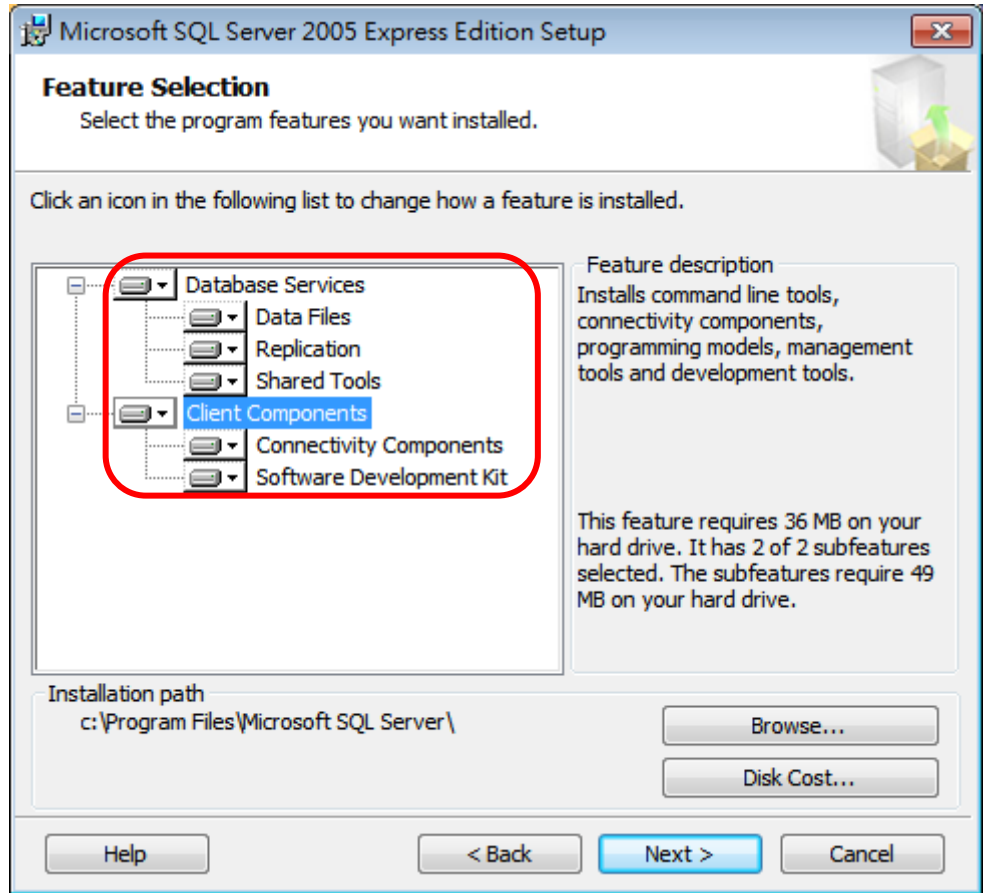 Microsoft SQL Server 2005 Express Edition Setup
Feature Selection
Select the program features you want installed.
Click an icon in the following list to change how a feature is installed.
Database Services
Data Files
Replication
Shared Tools
Client Components
Connectivity Components
Software Development Kit
Feature description
Installs command line tools,
connectivity components,
programming models, management
tools and development tools.
This feature requires 36 MB on your
hard drive. It has 2 of 2 subfeatures
selected. The subfeatures require 49
MB on your hard drive.
Installation path
c:\Program Files\Microsoft SQL Server\
Browse...
Disk Cost...
Help
< Back
Next >
Cancel